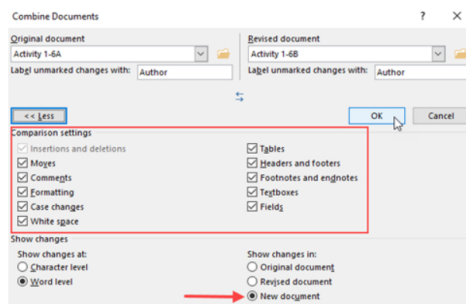 Combine Documents ? ×
Original document Revised document
Activity 1-6A Activity 1-6B
Label unmarked changes with: Author Label unmarked changes with: Author
<< Less OK Cancel
Comparison settings
Insertions and deletions Tables
Moves Headers and footers
Comments Footnotes and endnotes
Formatting Textboxes
Case changes Fields
White space
Show changes
Show changes at: Show changes in:
Character level Original document
Word level Revised document
New document